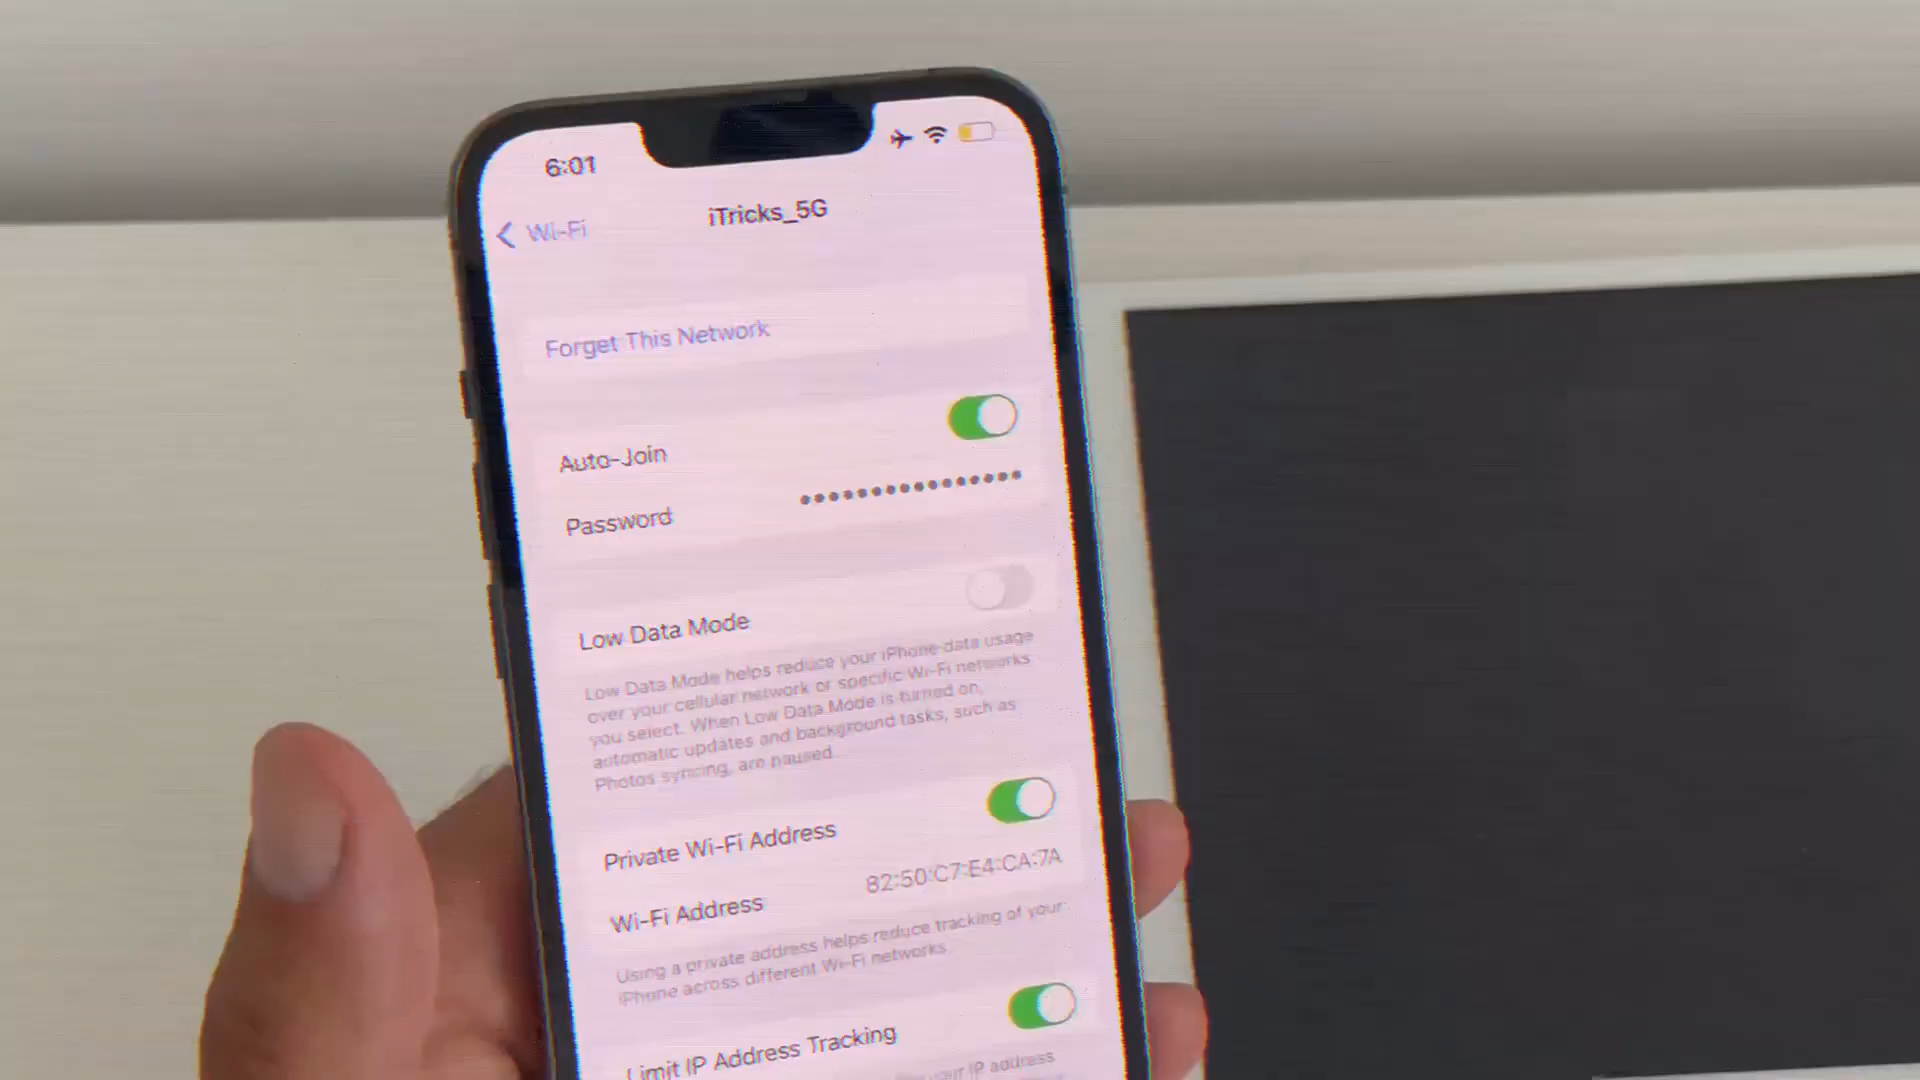 6:01
Wi-Fi
iTricks_5G
Forget This Network
Auto-Join
Password
Low Data Mode
Low Data Mode helps reduce your iPhone data usage
over your cellular network or specific Wi-Fi networks
you select. When Low Data Mode is turned on,
automatic updates and background tasks, such as
Photos syncing, are paused.
Private Wi-Fi Address
Wi-Fi Address 82:50:C7:E4:CA:7A
Using a private address helps reduce tracking of your
iPhone across different Wi-Fi networks.
Limit IP Address Tracking
your IP address